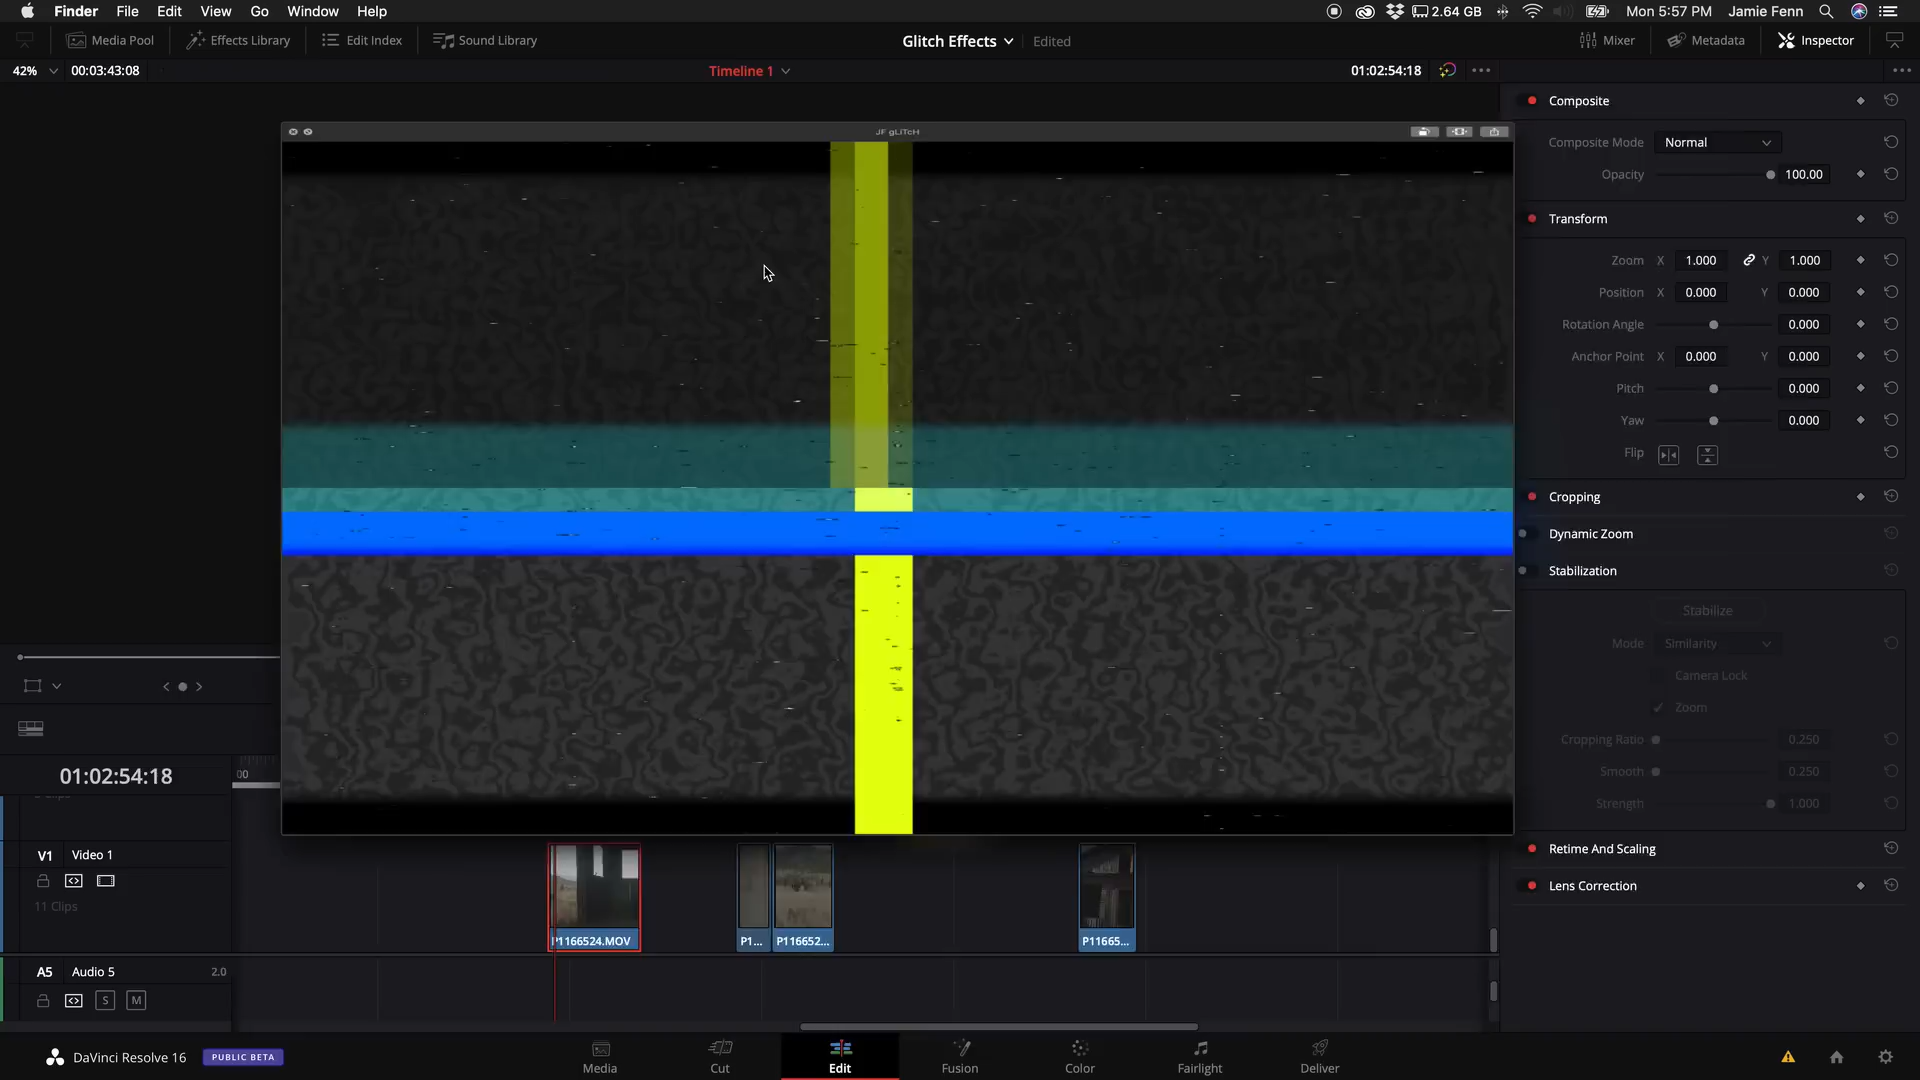 Finder File Edit View Go Window Help
2.64 GB Mon 5:57 PM Jamie Fenn
Media Pool Effects Library Edit Index Sound Library
Glitch Effects Edited
Mixer Metadata Inspector
42% 00:03:43:08
Timeline 1
01:02:54:18
JF gLiTcH
Composite
Composite Mode Normal
Opacity 100.00
Transform
Zoom X 1.000 Y 1.000
Position X 0.000 Y 0.000
Rotation Angle 0.000
Anchor Point X 0.000 Y 0.000
Pitch 0.000
Yaw 0.000
Flip
Cropping
Dynamic Zoom
Stabilization
Stabilize
Mode Similarity
Camera Lock
Zoom
Cropping Ratio 0.250
Smooth 0.250
Strength 1.000
Retime And Scaling
Lens Correction
01:02:54:18
00
V1 Video 1
11 Clips
P1166524.MOV P1... P116652... P11665...
A5 Audio 5 2.0
S M
DaVinci Resolve 16 PUBLIC BETA
Media Cut Edit Fusion Color Fairlight Deliver